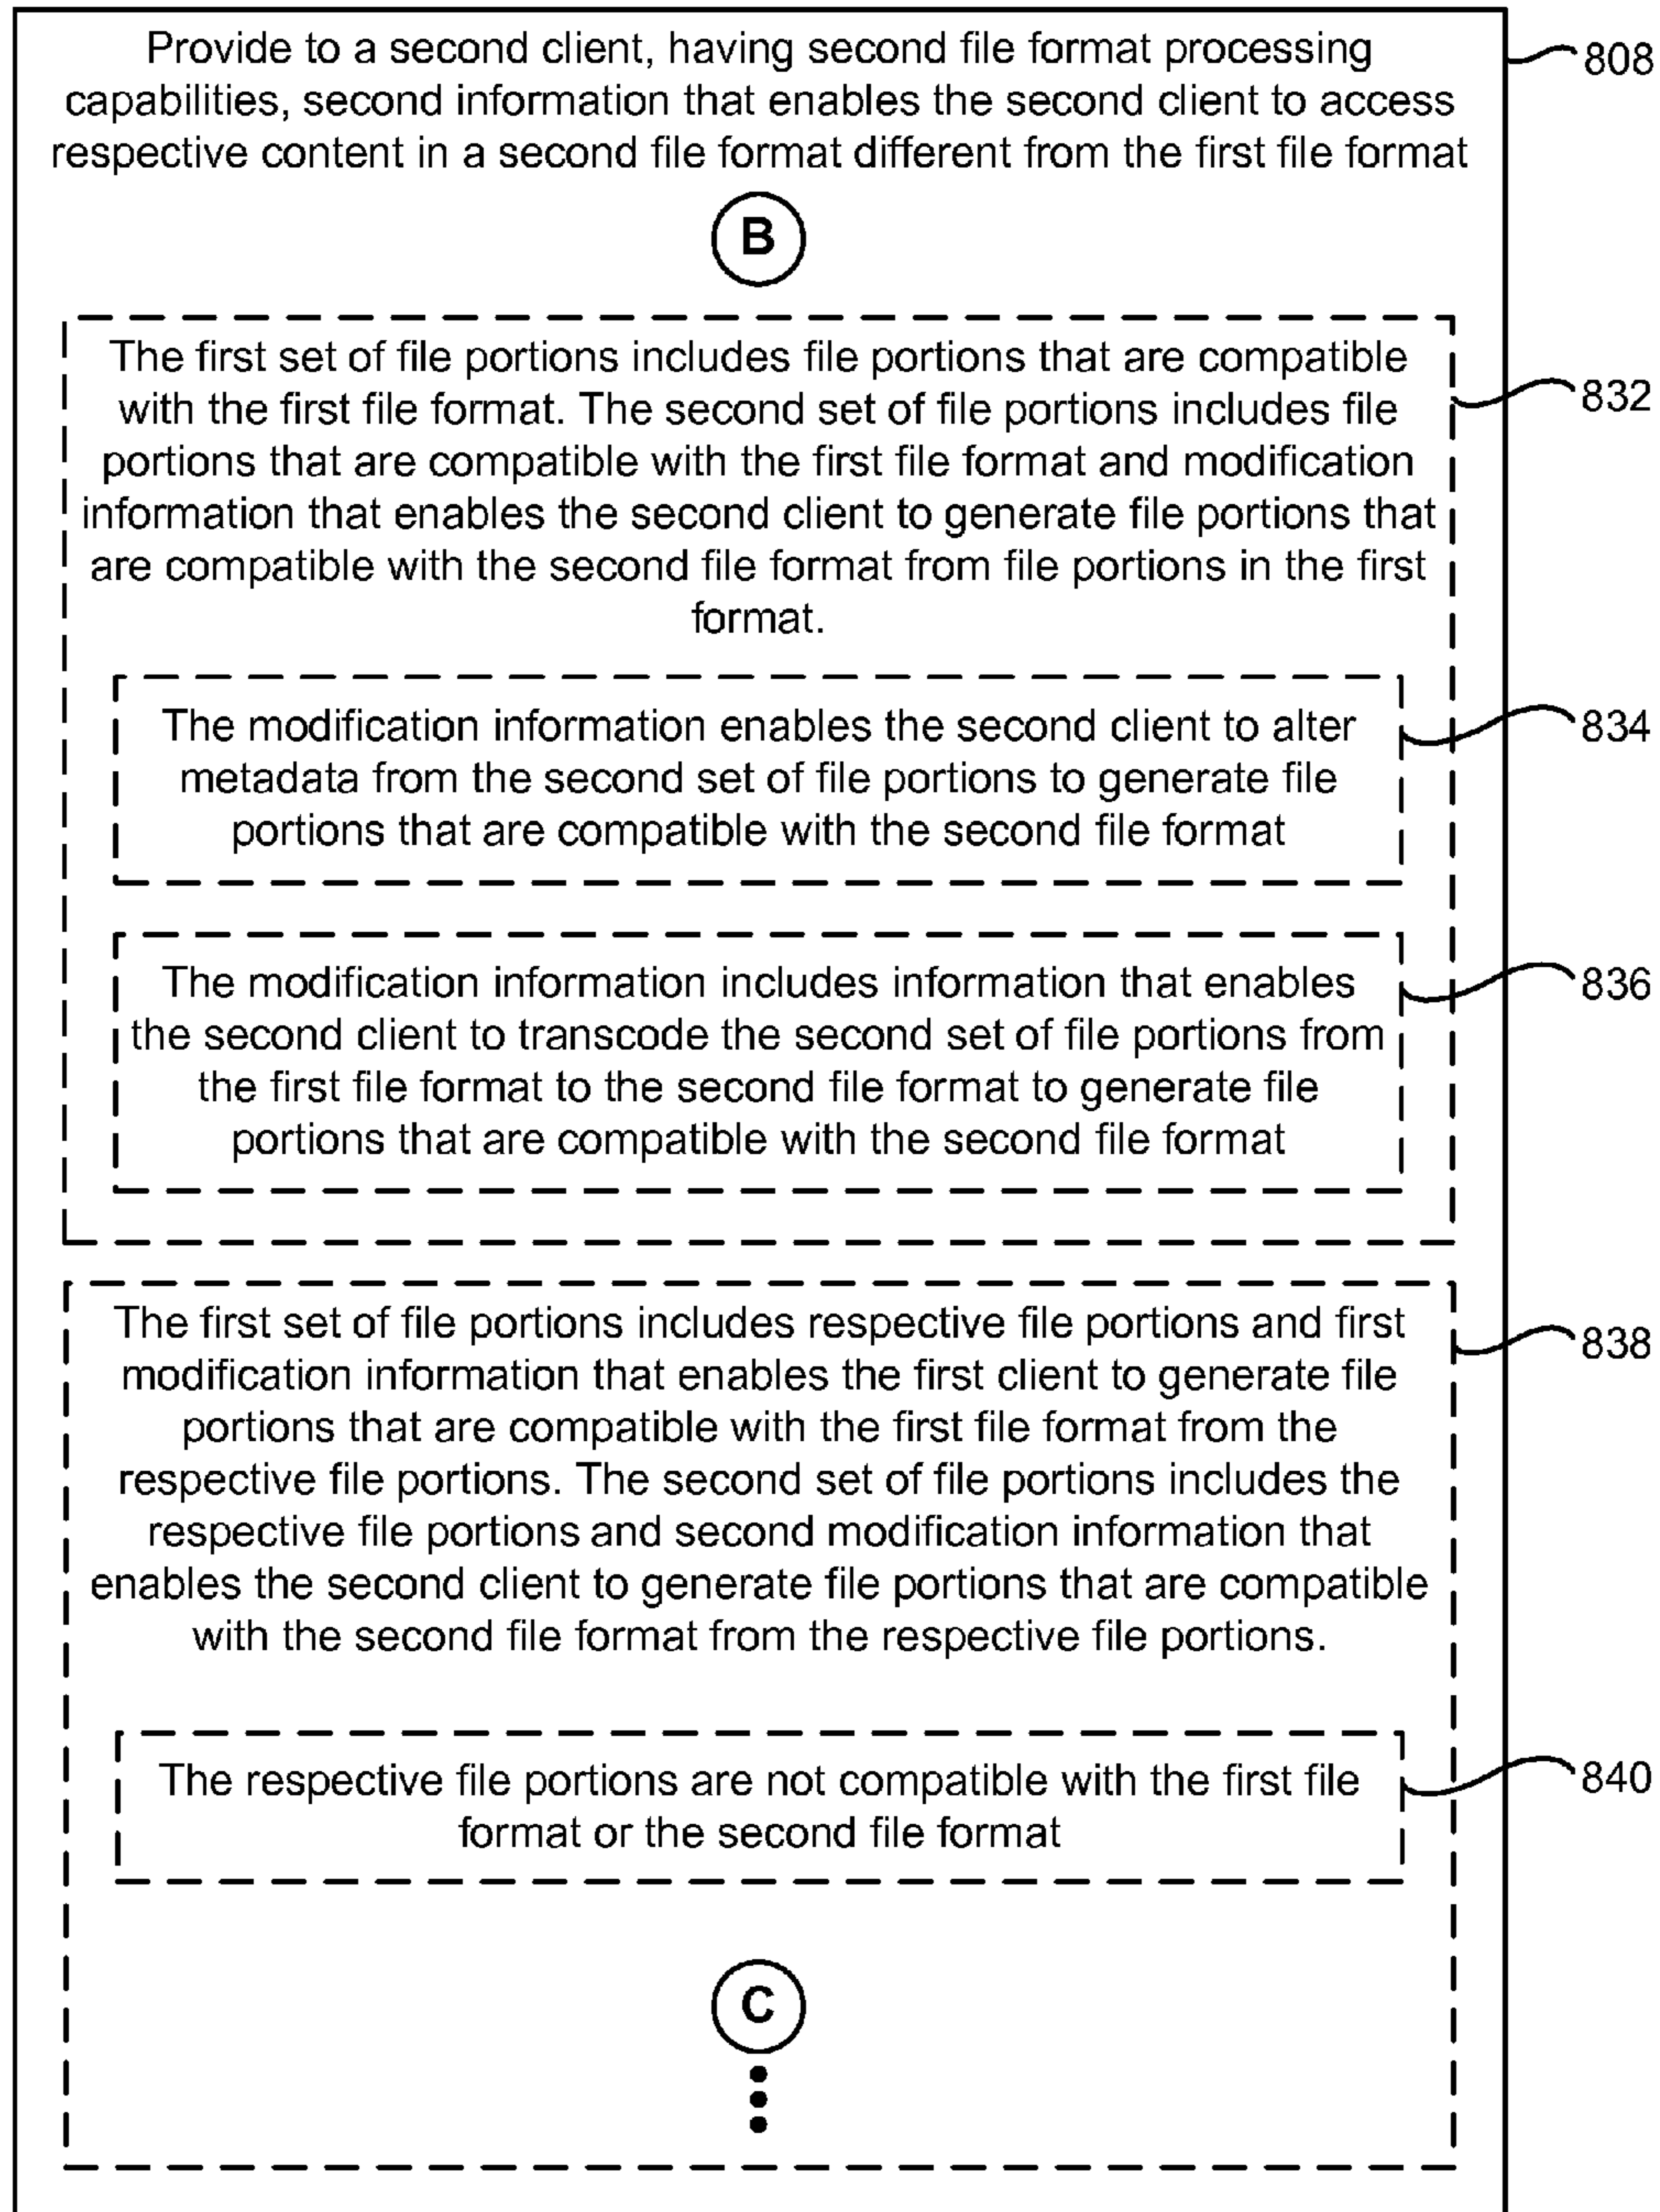 Provide to a second client, having second file format processing
capabilities, second information that enables the second client to access
respective content in a second file format different from the first file format
808
B
The first set of file portions includes file portions that are compatible
with the first file format. The second set of file portions includes file
portions that are compatible with the first file format and modification
information that enables the second client to generate file portions that
are compatible with the second file format from file portions in the first
format.
832
The modification information enables the second client to alter
metadata from the second set of file portions to generate file
portions that are compatible with the second file format
834
The modification information includes information that enables
the second client to transcode the second set of file portions from
the first file format to the second file format to generate file
portions that are compatible with the second file format
836
The first set of file portions includes respective file portions and first
modification information that enables the first client to generate file
portions that are compatible with the first file format from the
respective file portions. The second set of file portions includes the
respective file portions and second modification information that
enables the second client to generate file portions that are compatible
with the second file format from the respective file portions.
838
The respective file portions are not compatible with the first file
format or the second file format
840
C